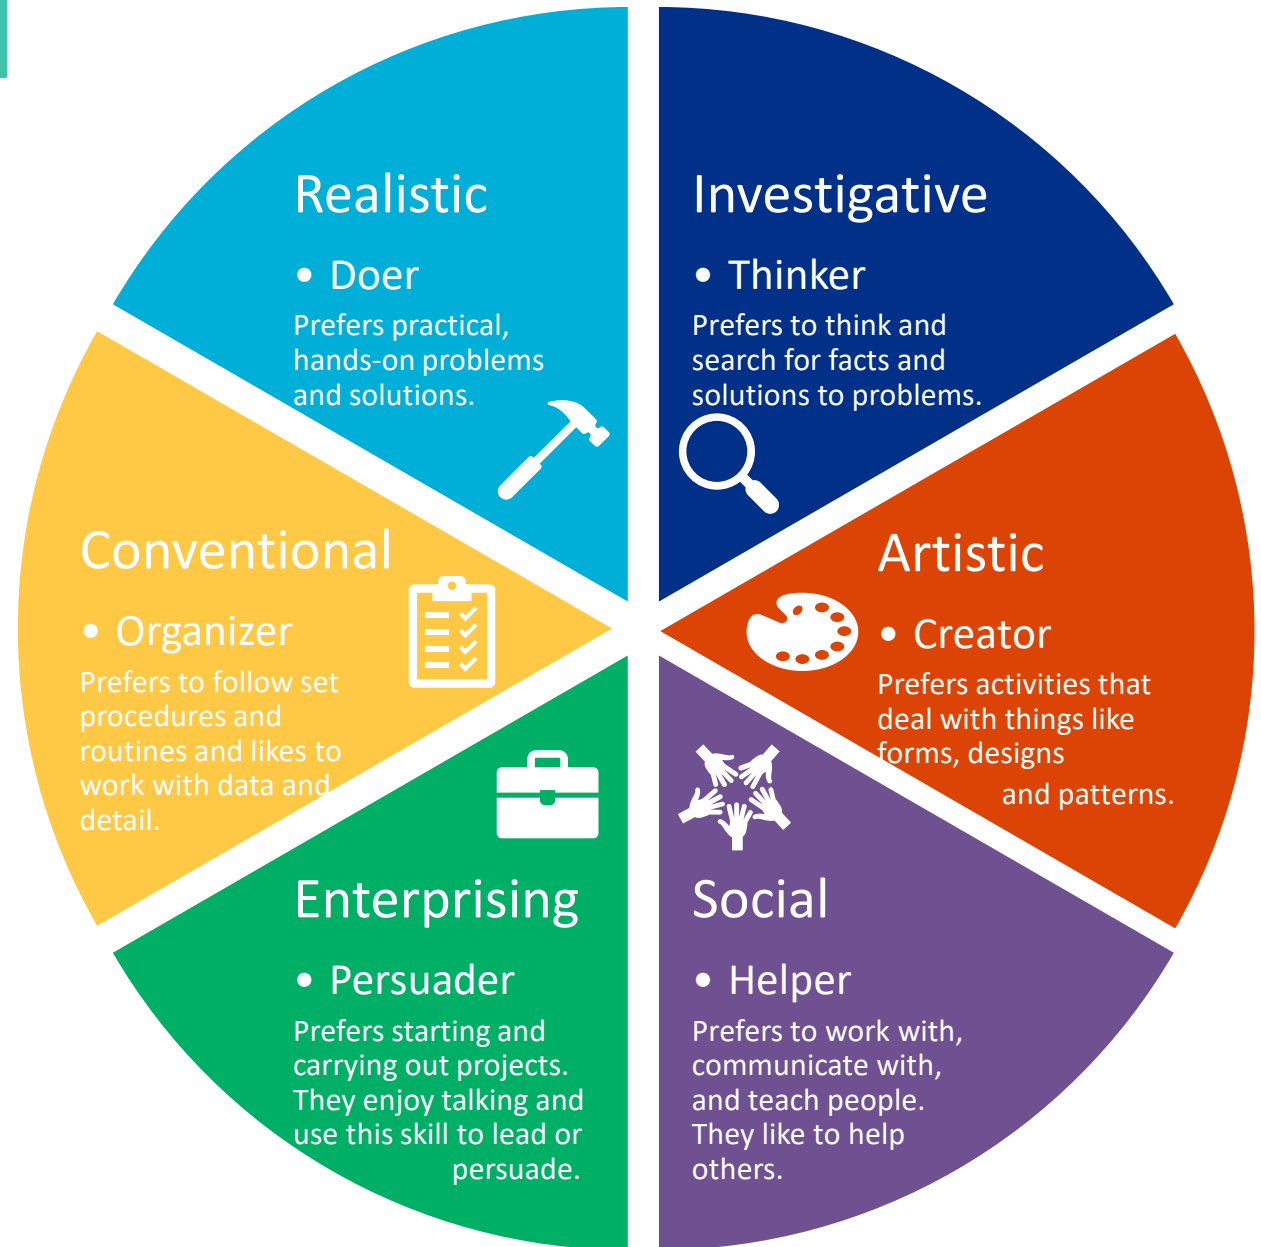 Realistic
• Doer
Prefers practical,
hands-on problems
and solutions.
Investigative
• Thinker
Prefers to think and
search for facts and
solutions to problems.
Artistic
• Creator
Prefers activities that
deal with things like
forms, designs
and patterns.
Social
• Helper
Prefers to work with,
communicate with,
and teach people.
They like to help
others.
Enterprising
• Persuader
Prefers starting and
carrying out projects.
They enjoy talking and
use this skill to lead or
persuade.
Conventional
• Organizer
Prefers to follow set
procedures and
routines and likes to
work with data and
detail.